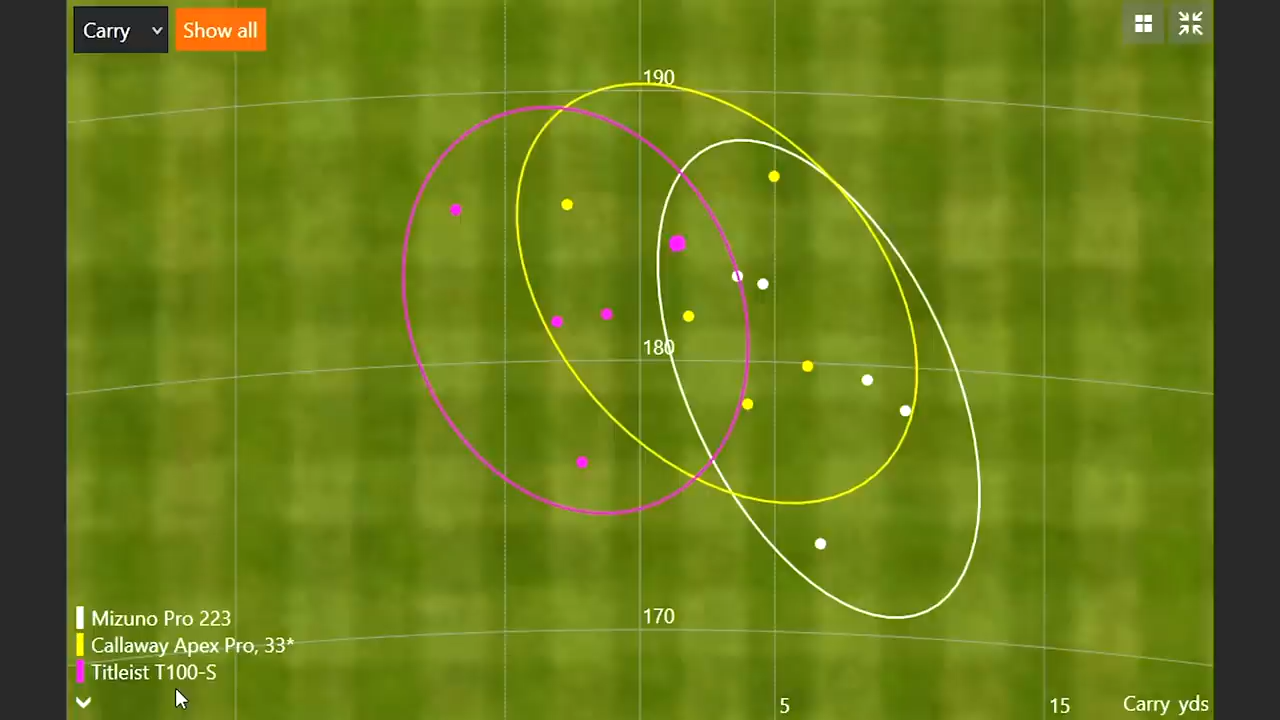 Carry
Show all
190
180
170
Mizuno Pro 223
Callaway Apex Pro, 33*
Titleist T100-S
5
15
Carry yds